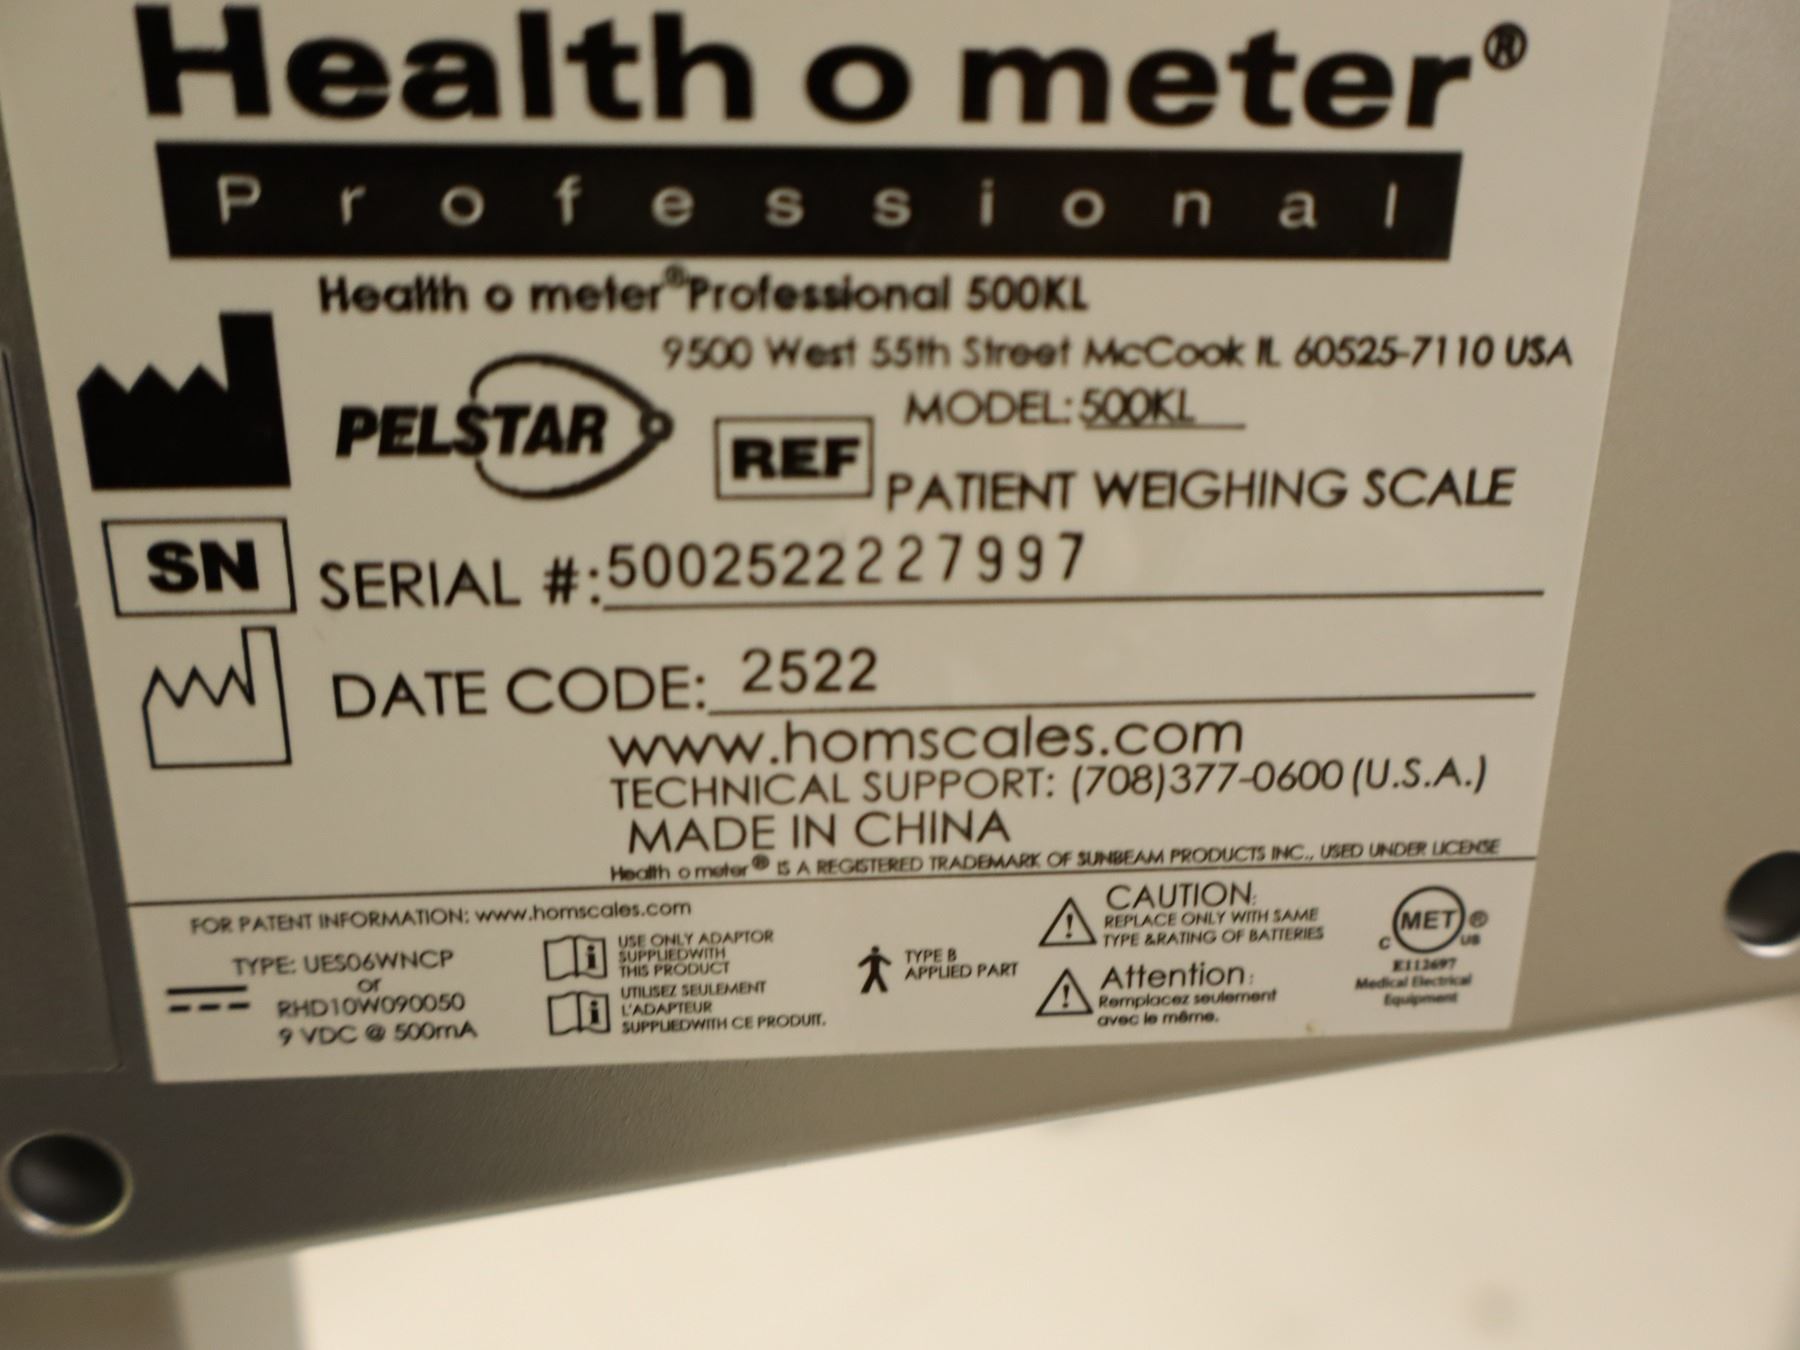 Health o meter®
Professional
Health o meter®Professional 500KL
9500 West 55th Street McCook IL 60525-7110 USA
PELSTAR
REF
MODEL: 500KL
PATIENT WEIGHING SCALE
SN
SERIAL #: 5002522227997
DATE CODE: 2522
www.homscales.com
TECHNICAL SUPPORT: (708)377-0600 (U.S.A.)
MADE IN CHINA
Health o meter® IS A REGISTERED TRADEMARK OF SUNBEAM PRODUCTS INC., USED UNDER LICENSE
FOR PATENT INFORMATION: www.homscales.com
TYPE: UES06WNCP
or
RHD10W090050
9 VDC @ 500mA
i
USE ONLY ADAPTOR
SUPPLIEDWITH
THIS PRODUCT
i
UTILISEZ SEULEMENT
L'ADAPTEUR
SUPPLIEDWITH CE PRODUIT.
TYPE B
APPLIED PART
! CAUTION:
REPLACE ONLY WITH SAME
TYPE &RATING OF BATTERIES
! Attention:
Remplacez seulement
avec le même.
MET ®
C US
E112697
Medical Electrical
Equipment